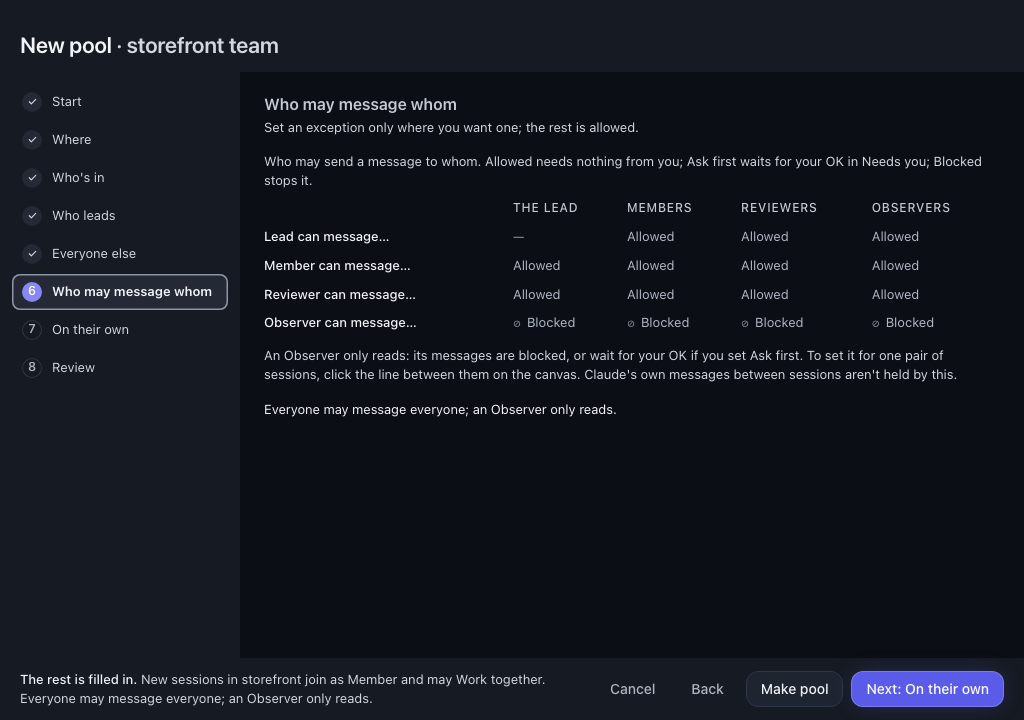 New pool · storefront team
Start
Where
Who's in
Who leads
Everyone else
6 Who may message whom
7 On their own
8 Review
Who may message whom
Set an exception only where you want one; the rest is allowed.
Who may send a message to whom. Allowed needs nothing from you; Ask first waits for your OK in Needs you; Blocked
stops it.
THE LEAD MEMBERS REVIEWERS OBSERVERS
Lead can message... — Allowed Allowed Allowed
Member can message... Allowed Allowed Allowed Allowed
Reviewer can message... Allowed Allowed Allowed Allowed
Observer can message... ⊘ Blocked ⊘ Blocked ⊘ Blocked ⊘ Blocked
An Observer only reads: its messages are blocked, or wait for your OK if you set Ask first. To set it for one pair of
sessions, click the line between them on the canvas. Claude's own messages between sessions aren't held by this.
Everyone may message everyone; an Observer only reads.
The rest is filled in. New sessions in storefront join as Member and may Work together.
Everyone may message everyone; an Observer only reads.
Cancel Back Make pool Next: On their own